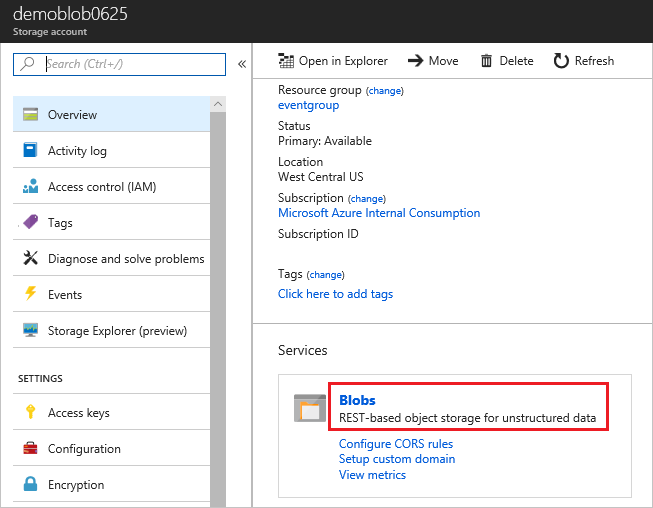 demoblob0625
Storage account
Search (Ctrl+/)
«
Overview
Activity log
Access control (IAM)
Tags
Diagnose and solve problems
Events
Storage Explorer (preview)
SETTINGS
Access keys
Configuration
Encryption
Open in Explorer Move Delete Refresh
Resource group (change)
eventgroup
Status
Primary: Available
Location
West Central US
Subscription (change)
Microsoft Azure Internal Consumption
Subscription ID
Tags (change)
Click here to add tags
Services
Blobs
REST-based object storage for unstructured data
Configure CORS rules
Setup custom domain
View metrics